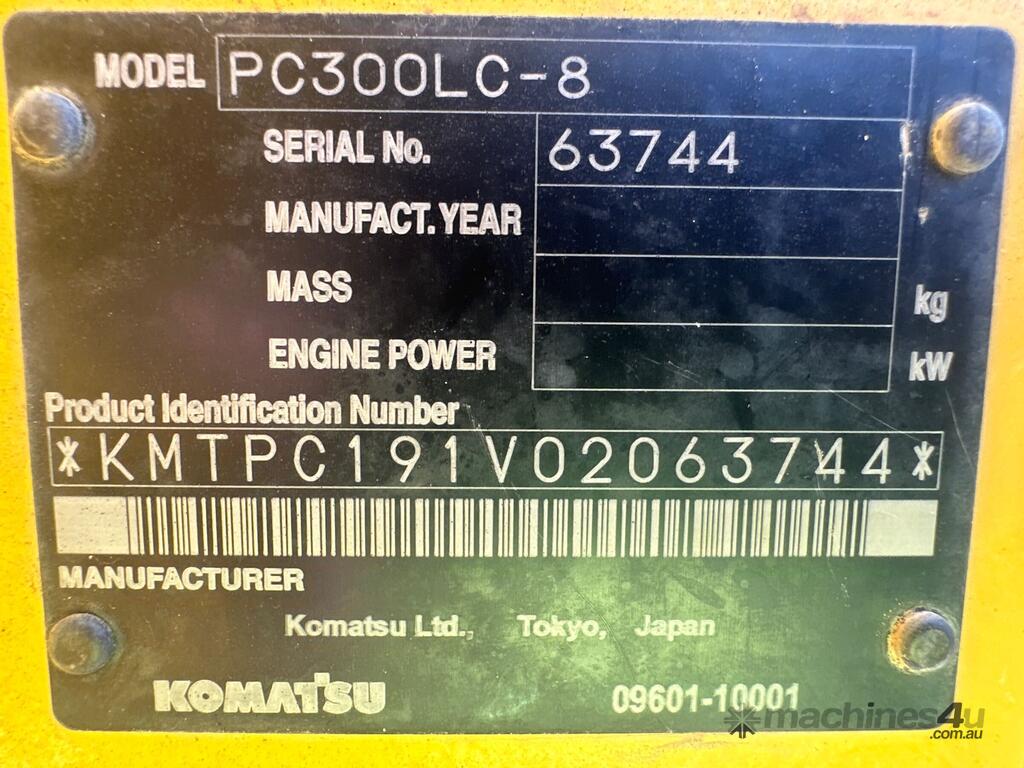 MODEL PC300LC-8
SERIAL No. 63744
MANUFACT. YEAR
MASS kg
ENGINE POWER kW
Product Identification Number
*KMTPC191V02063744*
MANUFACTURER
Komatsu Ltd., Tokyo, Japan
KOMATSU 09601-10001
machines4u
.com.au